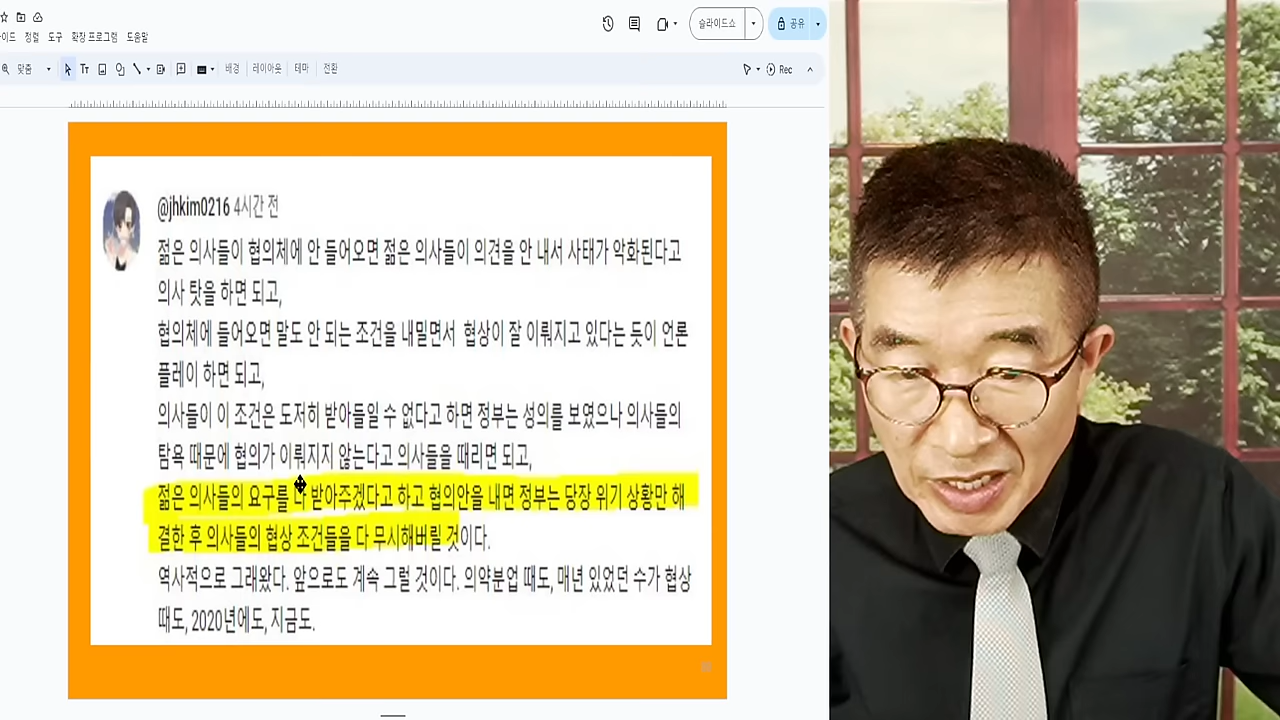 이드 정렬 도구 확장 프로그램 도움말
슬라이드쇼
공유
맞춤
배경 레이아웃 테마 전환
Rec
@jhkim0216 4시간 전
젊은 의사들이 협의체에 안 들어오면 젊은 의사들이 의견을 안 내서 사태가 악화된다고
의사 탓을 하면 되고,
협의체에 들어오면 말도 안 되는 조건을 내밀면서 협상이 잘 이뤄지고 있다는 듯이 언론
플레이 하면 되고,
의사들이 이 조건은 도저히 받아들일 수 없다고 하면 정부는 성의를 보였으나 의사들의
탐욕 때문에 협의가 이뤄지지 않는다고 의사들을 때리면 되고,
젊은 의사들의 요구를 다 받아주겠다고 하고 협의안을 내면 정부는 당장 위기 상황만 해
결한 후 의사들의 협상 조건들을 다 무시해버릴 것이다.
역사적으로 그래왔다. 앞으로도 계속 그럴 것이다. 의약분업 때도, 매년 있었던 수가 협상
때도, 2020년에도, 지금도.